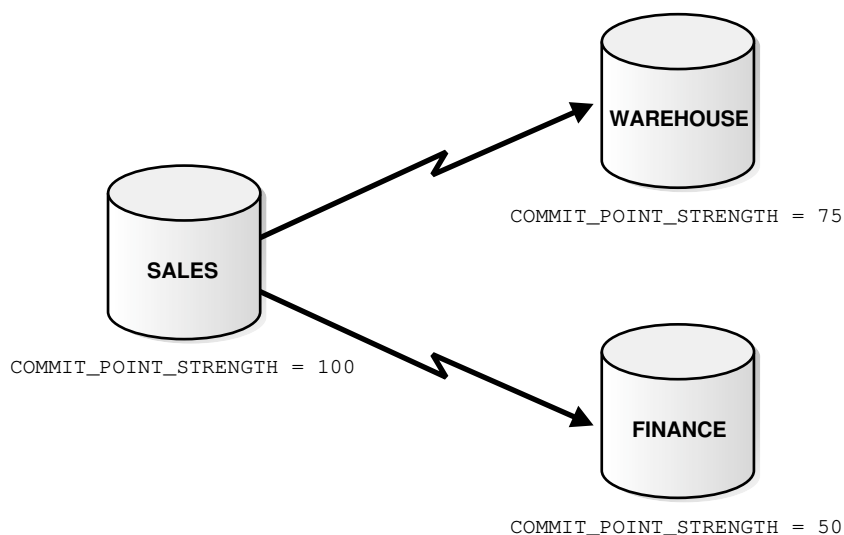 WAREHOUSE
COMMIT_POINT_STRENGTH = 75
SALES
COMMIT_POINT_STRENGTH = 100
FINANCE
COMMIT_POINT_STRENGTH = 50